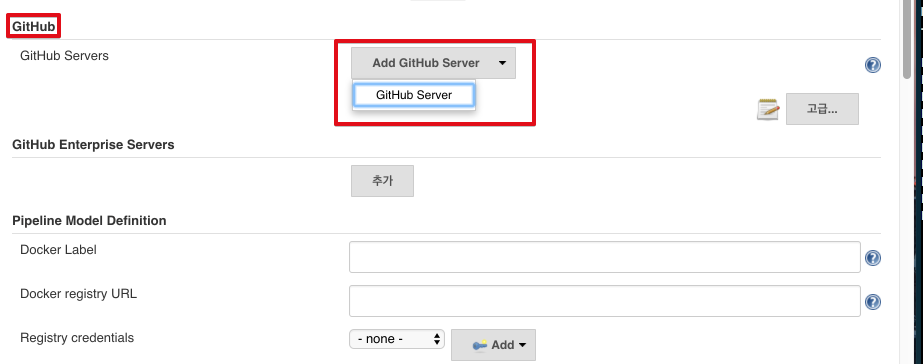 GitHub
GitHub Servers
Add GitHub Server
GitHub Server
고급...
GitHub Enterprise Servers
추가
Pipeline Model Definition
Docker Label
Docker registry URL
Registry credentials
- none -
Add